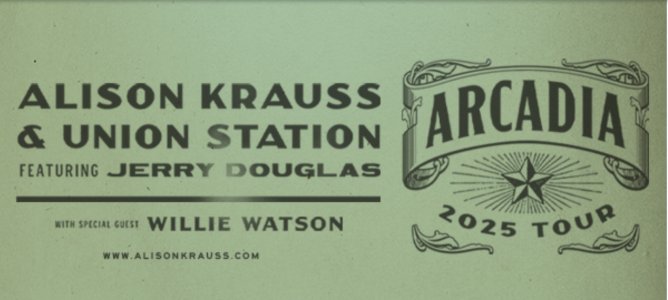 ALISON KRAUSS
& UNION STATION
FEATURING JERRY DOUGLAS
WITH SPECIAL GUEST WILLIE WATSON
WWW.ALISONKRAUSS.COM
ARCADIA
2025 TOUR